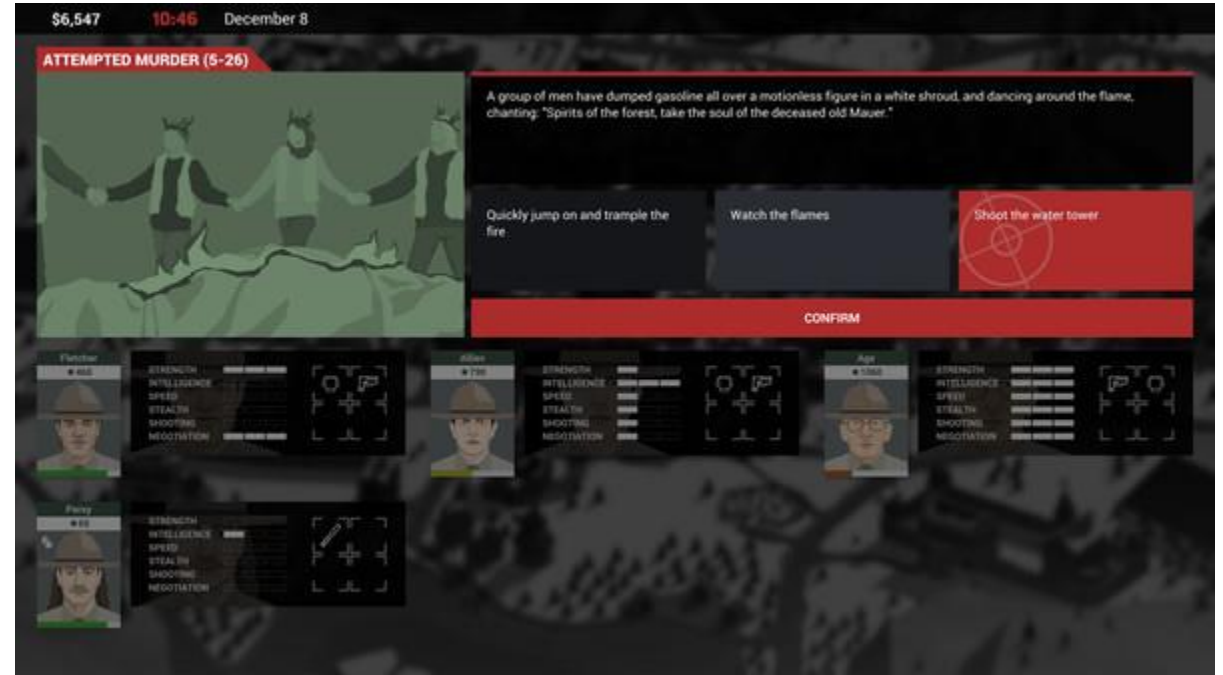 $6,547 10:46 December 8
ATTEMPTED MURDER (5-26)
A group of men have dumped gasoline all over a motionless figure in a white shroud, and dancing around the flame,
chanting: "Spirits of the forest, take the soul of the deceased old Mauer."
Quickly jump on and trample the
fire
Watch the flames
Shoot the water tower
CONFIRM
Fletcher
STRENGTH
INTELLIGENCE
SPEED
STEALTH
SHOOTING
NEGOTIATION
STRENGTH
INTELLIGENCE
SPEED
STEALTH
SHOOTING
NEGOTIATION
Age
STRENGTH
INTELLIGENCE
SPEED
STEALTH
SHOOTING
NEGOTIATION
STRENGTH
INTELLIGENCE
SPEED
STEALTH
SHOOTING
NEGOTIATION